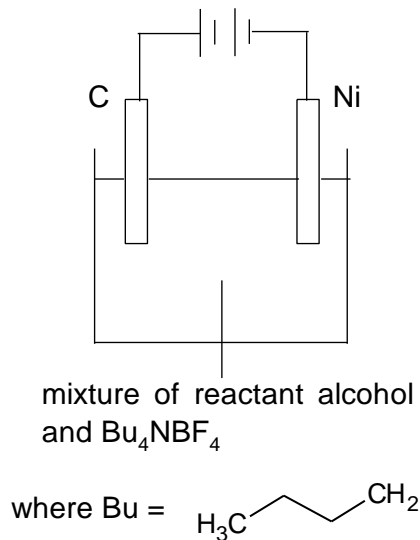 C Ni
mixture of reactant alcohol
and Bu₄NBF₄
where Bu = H₃C CH₂